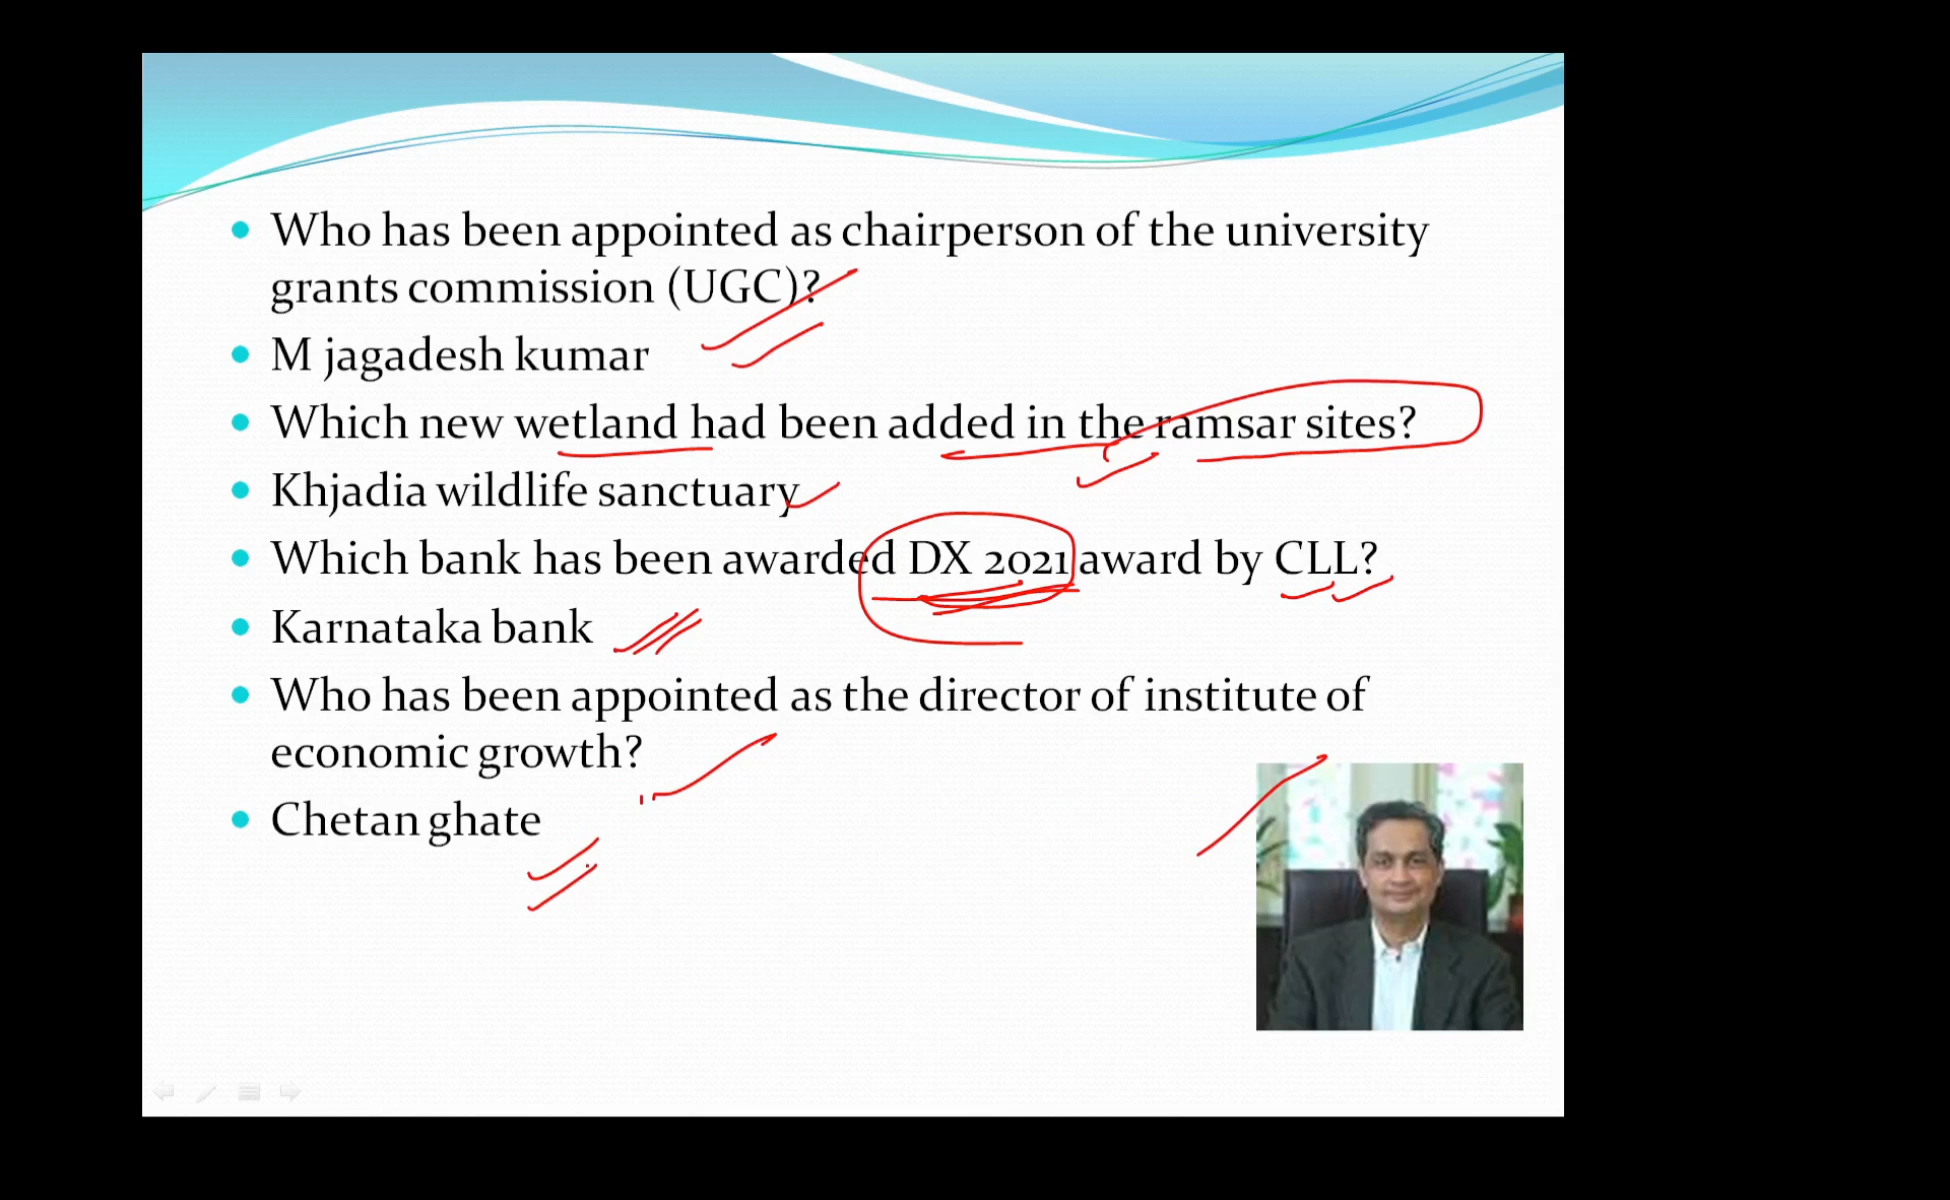 Who has been appointed as chairperson of the university
grants commission (UGC)?
M jagadesh kumar
Which new wetland had been added in the ramsar sites?
Khjadia wildlife sanctuary
Which bank has been awarded DX 2021 award by CLL?
Karnataka bank
Who has been appointed as the director of institute of
economic growth?
Chetan ghate